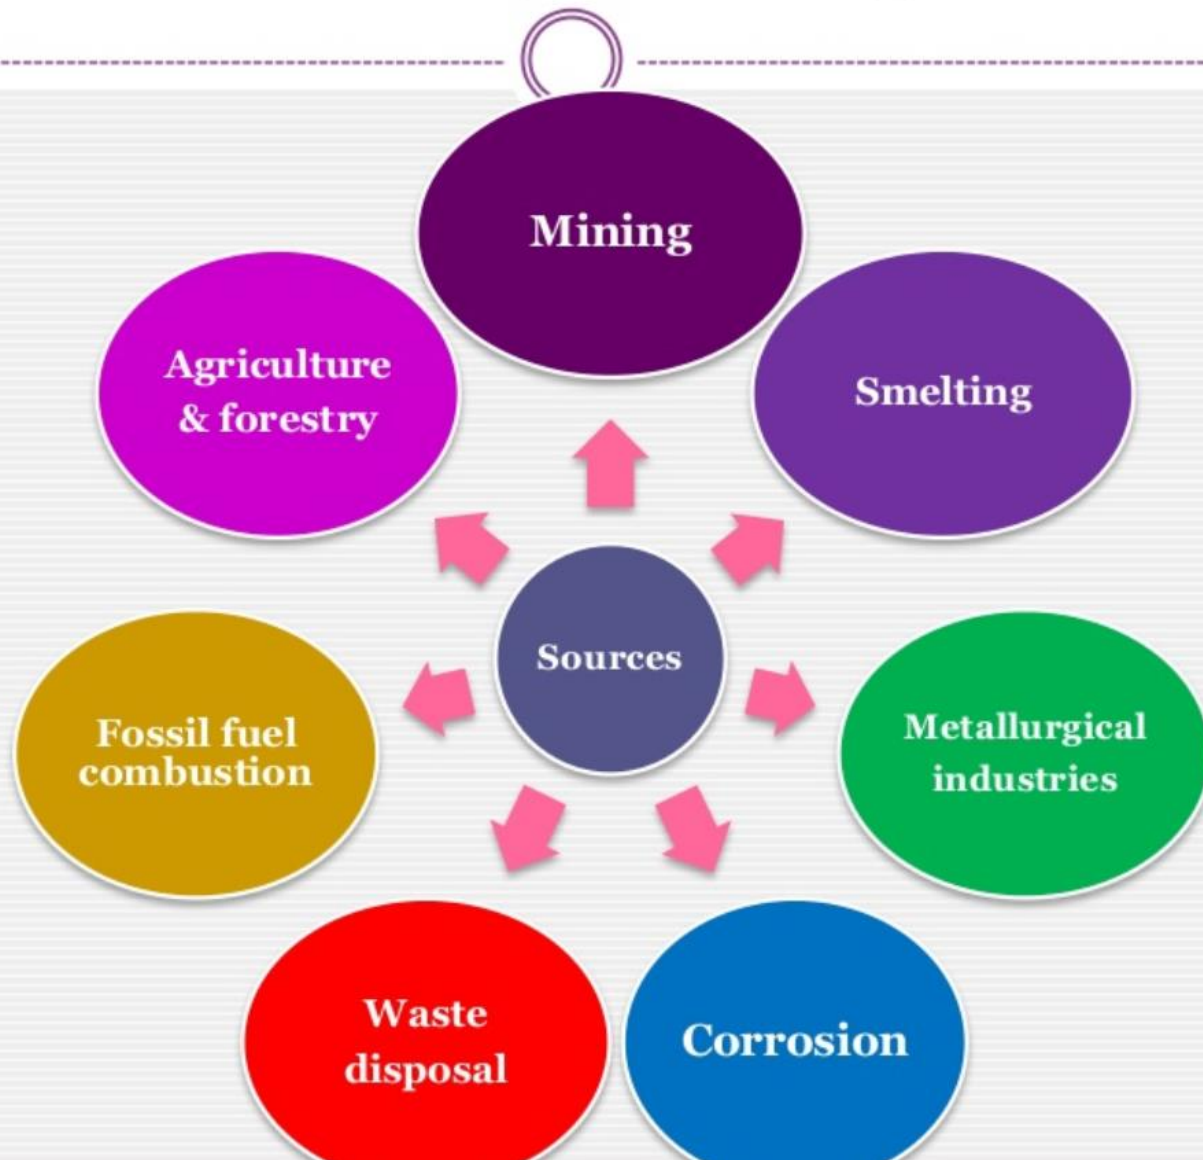 Mining
Smelting
Metallurgical
industries
Corrosion
Waste
disposal
Fossil fuel
combustion
Agriculture
& forestry
Sources